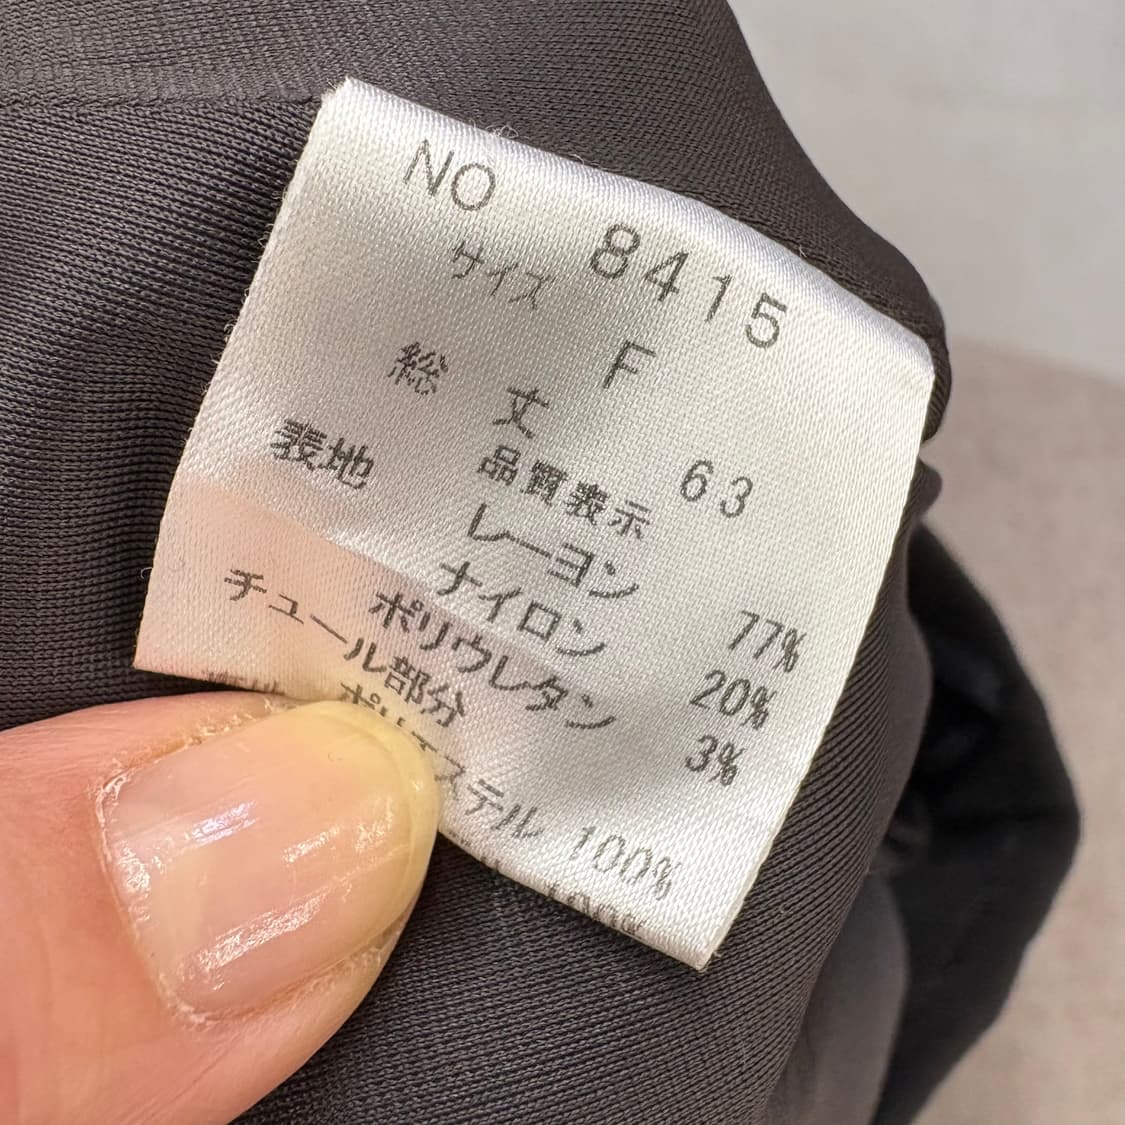 NO 8415
サイズ F
総丈 63
品質表示
表地 レーヨン 77%
ナイロン 20%
ポリウレタン 3%
チュール部分
ポリエステル 100%